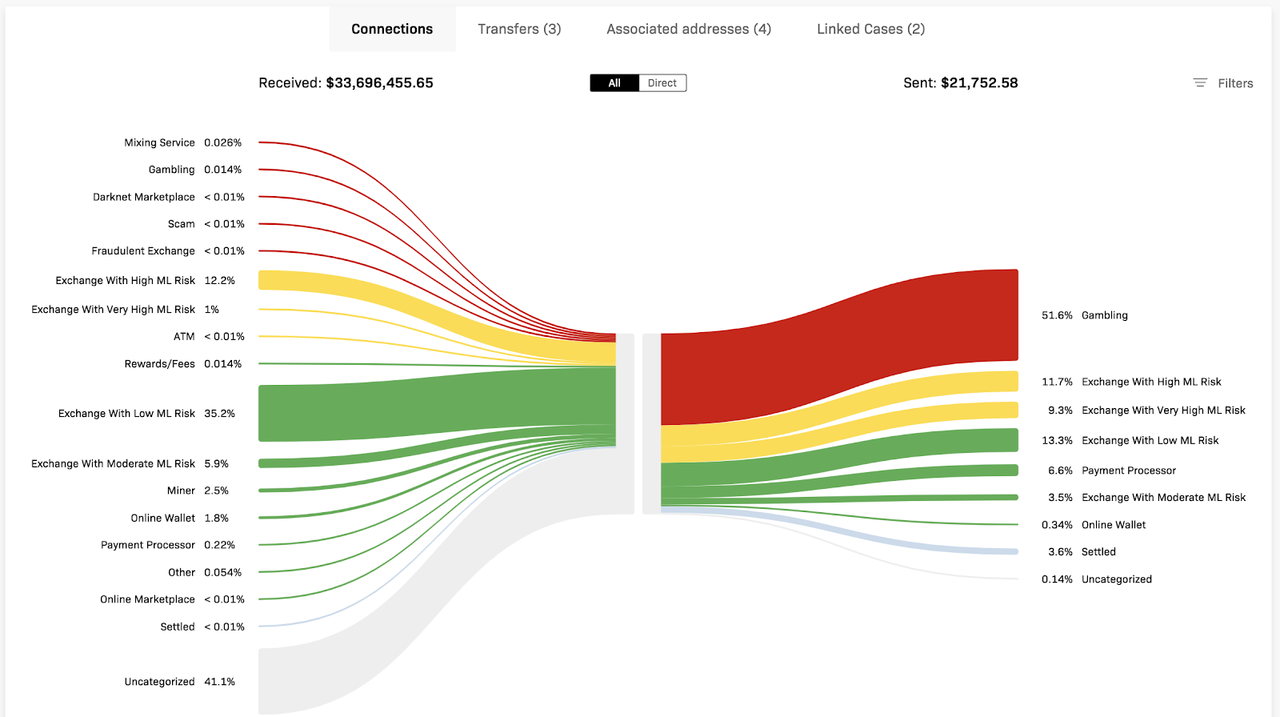 Connections Transfers (3) Associated addresses (4) Linked Cases (2)
Received: $33,696,455.65 All Direct Sent: $21,752.58 Filters
Mixing Service 0.026%
Gambling 0.014%
Darknet Marketplace < 0.01%
Scam < 0.01%
Fraudulent Exchange < 0.01%
Exchange With High ML Risk 12.2%
Exchange With Very High ML Risk 1%
ATM < 0.01%
Rewards/Fees 0.014%
Exchange With Low ML Risk 35.2%
Exchange With Moderate ML Risk 5.9%
Miner 2.5%
Online Wallet 1.8%
Payment Processor 0.22%
Other 0.054%
Online Marketplace < 0.01%
Settled < 0.01%
Uncategorized 41.1%
51.6% Gambling
11.7% Exchange With High ML Risk
9.3% Exchange With Very High ML Risk
13.3% Exchange With Low ML Risk
6.6% Payment Processor
3.5% Exchange With Moderate ML Risk
0.34% Online Wallet
3.6% Settled
0.14% Uncategorized